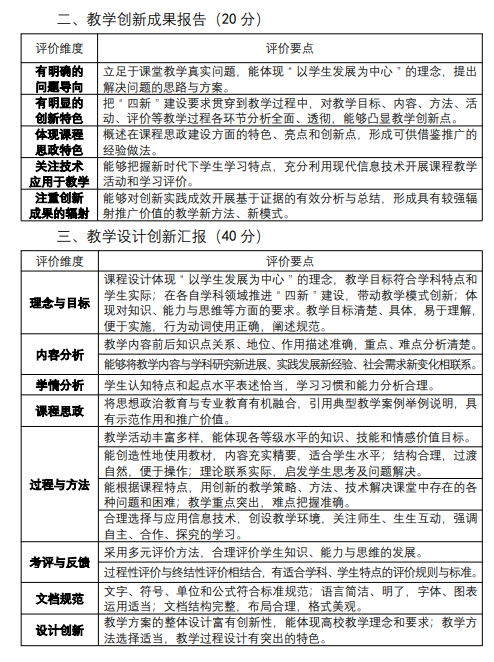 二、教学创新成果报告（20 分）
评价维度 评价要点
有明确的
问题导向
立足于课堂教学真实问题，能体现“以学生发展为中心”的理念，提出
解决问题的思路与方案。
有明显的
创新特色
把“四新”建设要求贯穿到教学过程中，对教学目标、内容、方法、活
动、评价等教学过程各环节分析全面、透彻，能够凸显教学创新点。
体现课程
思政特色
概述在课程思政建设方面的特色、亮点和创新点，形成可供借鉴推广的
经验做法。
关注技术
应用于教学
能够把握新时代下学生学习特点，充分利用现代信息技术开展课程教学
活动和学习评价。
注重创新
成果的辐射
能够对创新实践成效开展基于证据的有效分析与总结，形成具有较强辐
射推广价值的教学新方法、新模式。
三、教学设计创新汇报（40 分）
评价维度 评价要点
理念与目标
课程设计体现“以学生发展为中心”的理念，教学目标符合学科特点和
学生实际；在各自学科领域推进“四新”建设，带动教学模式创新；体
现对知识、能力与思维等方面的要求。教学目标清楚、具体，易于理解，
便于实施，行为动词使用正确，阐述规范。
内容分析
教学内容前后知识点关系、地位、作用描述准确，重点、难点分析清楚。
能够将教学内容与学科研究新进展、实践发展新经验、社会需求新变化相联系。
学情分析 学生认知特点和起点水平表述恰当，学习习惯和能力分析合理。
课程思政
将思想政治教育与专业教育有机融合，引用典型教学案例举例说明，具
有示范作用和推广价值。
过程与方法
教学活动丰富多样，能体现各等级水平的知识、技能和情感价值目标。
能创造性地使用教材，内容充实精要，适合学生水平；结构合理，过渡
自然，便于操作；理论联系实际，启发学生思考及问题解决。
能根据课程特点，用创新的教学策略、方法、技术解决课堂中存在的各
种问题和困难；教学重点突出，难点把握准确。
合理选择与应用信息技术，创设教学环境，关注师生、生生互动，强调
自主、合作、探究的学习。
考评与反馈
采用多元评价方法，合理评价学生知识、能力与思维的发展。
过程性评价与终结性评价相结合，有适合学科、学生特点的评价规则与标准。
文档规范
文字、符号、单位和公式符合标准规范；语言简洁、明了，字体、图表
运用适当；文档结构完整，布局合理，格式美观。
设计创新
教学方案的整体设计富有创新性，能体现高校教学理念和要求；教学方
法选择适当，教学过程设计有突出的特色。